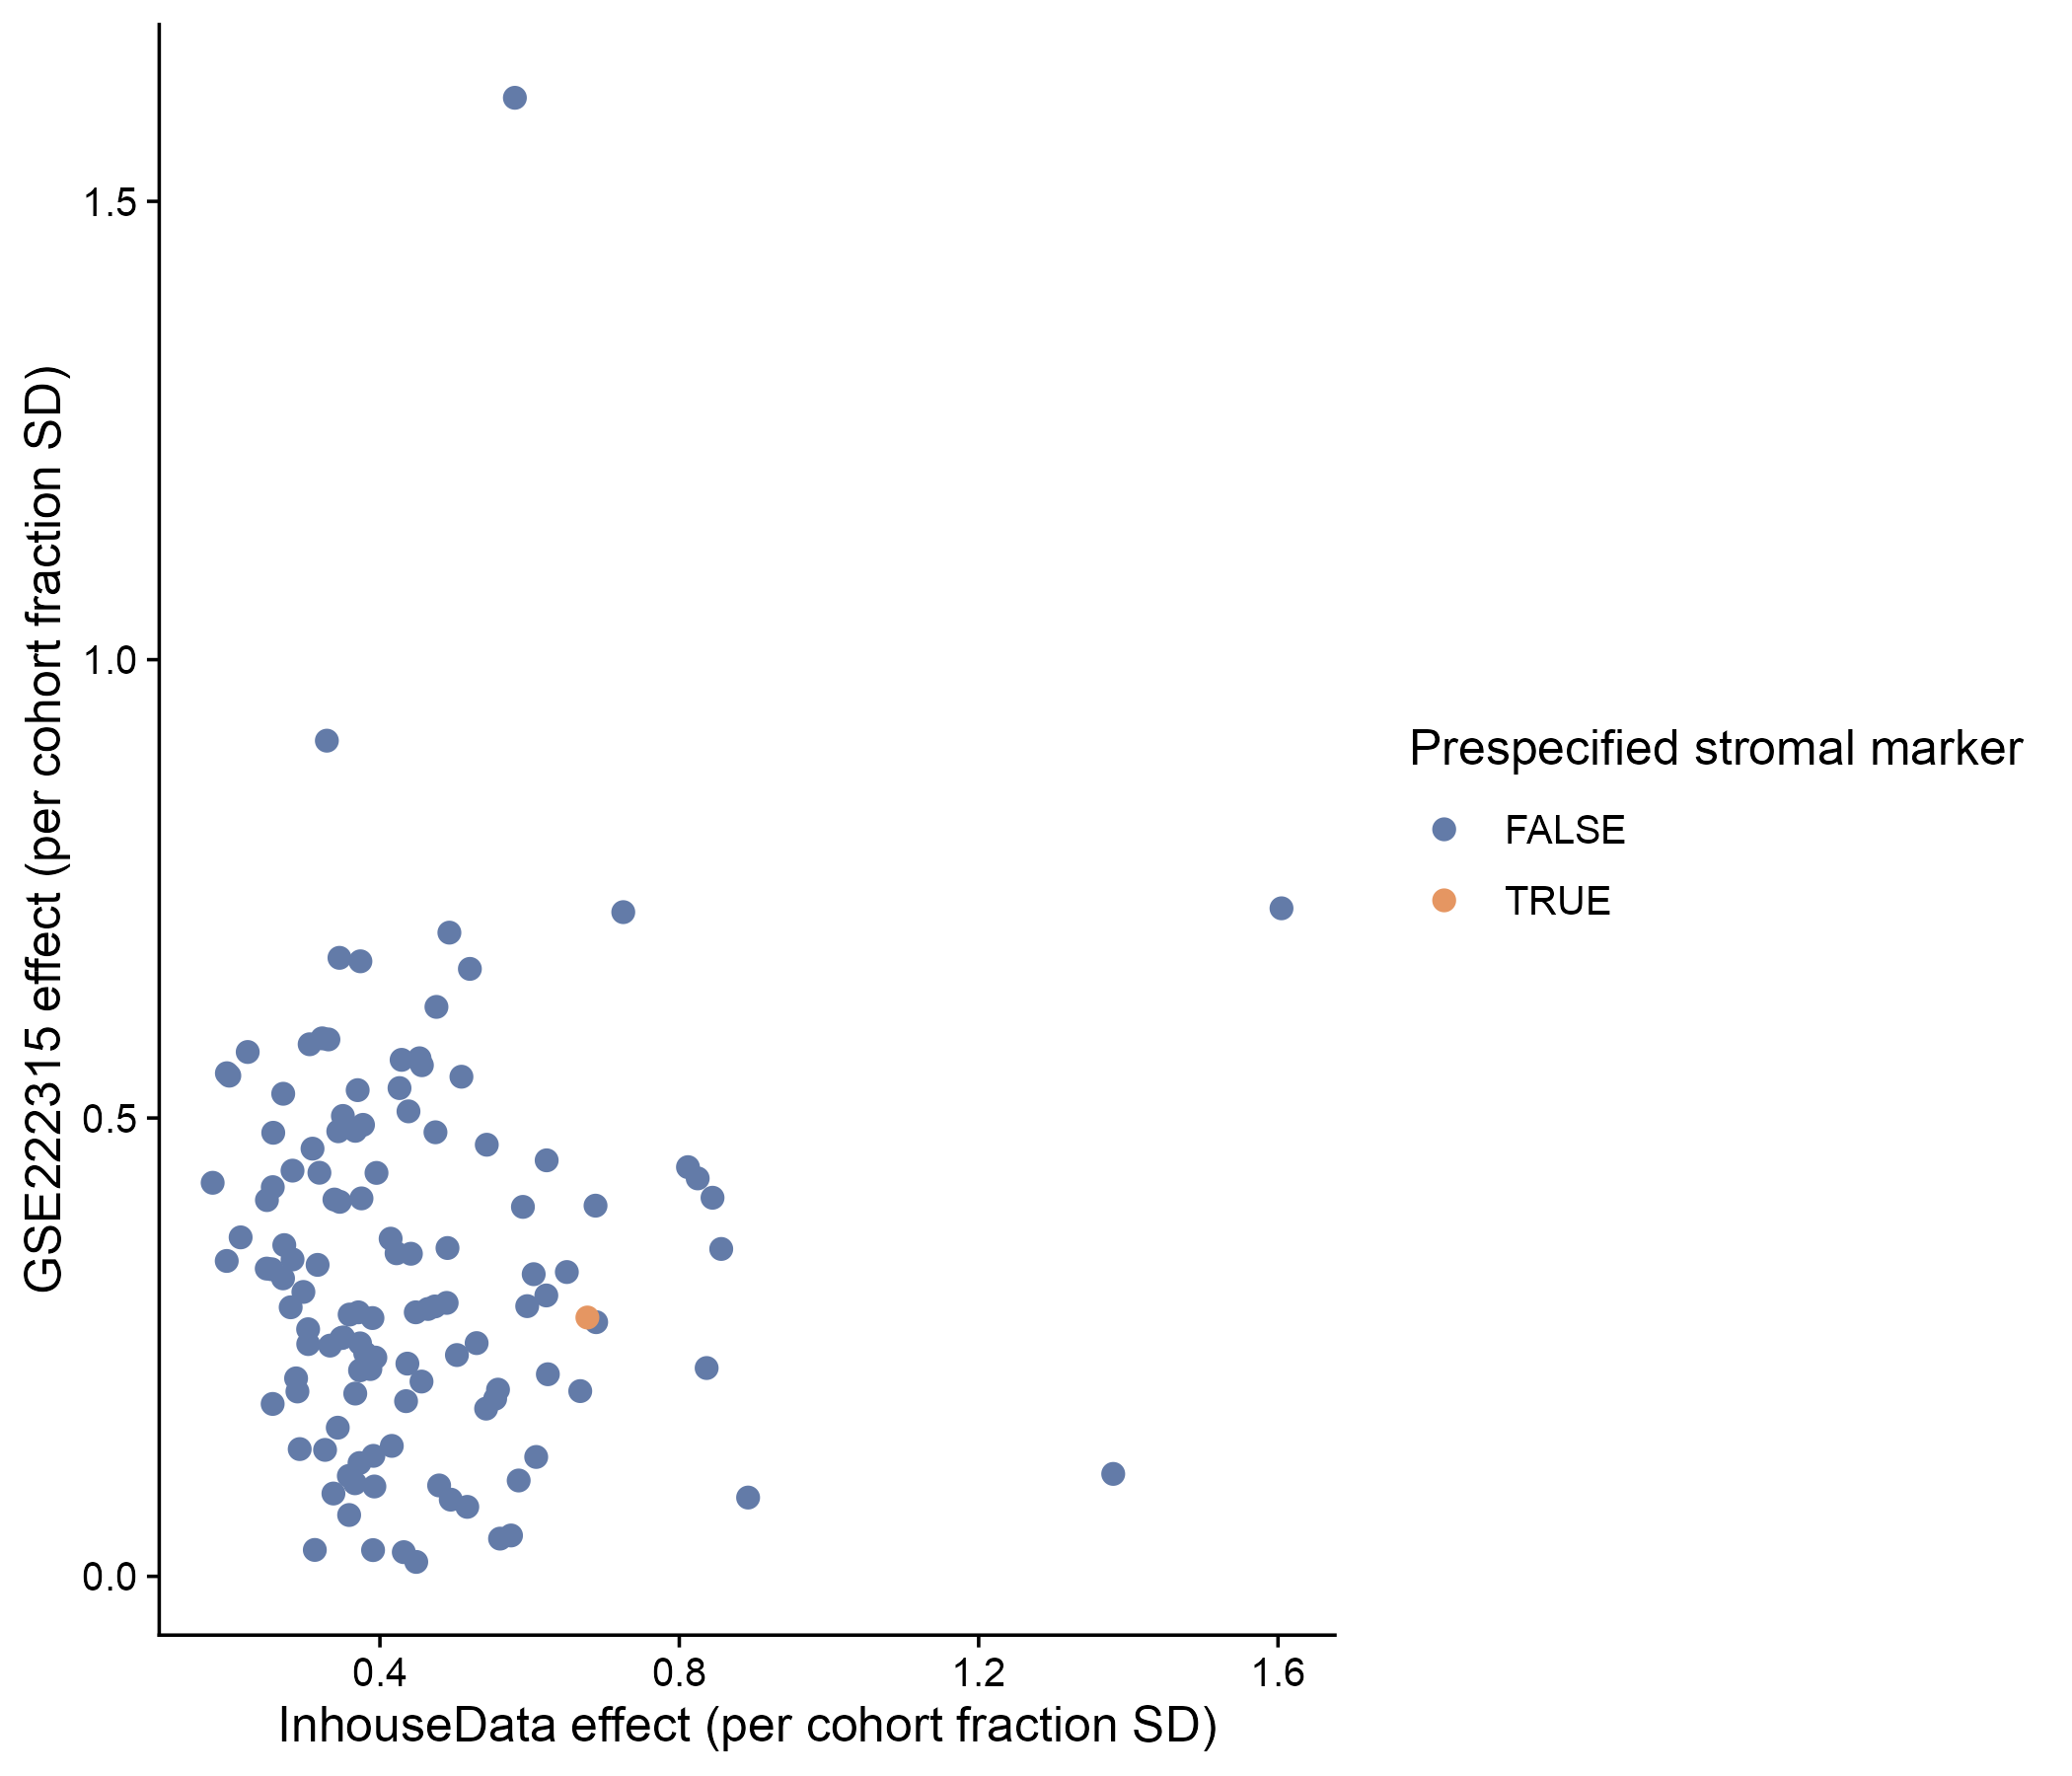 1.5
1.0
0.5
0.0
GSE222315 effect (per cohort fraction SD)
0.4 0.8 1.2 1.6
InhouseData effect (per cohort fraction SD)
Prespecified stromal marker
FALSE
TRUE